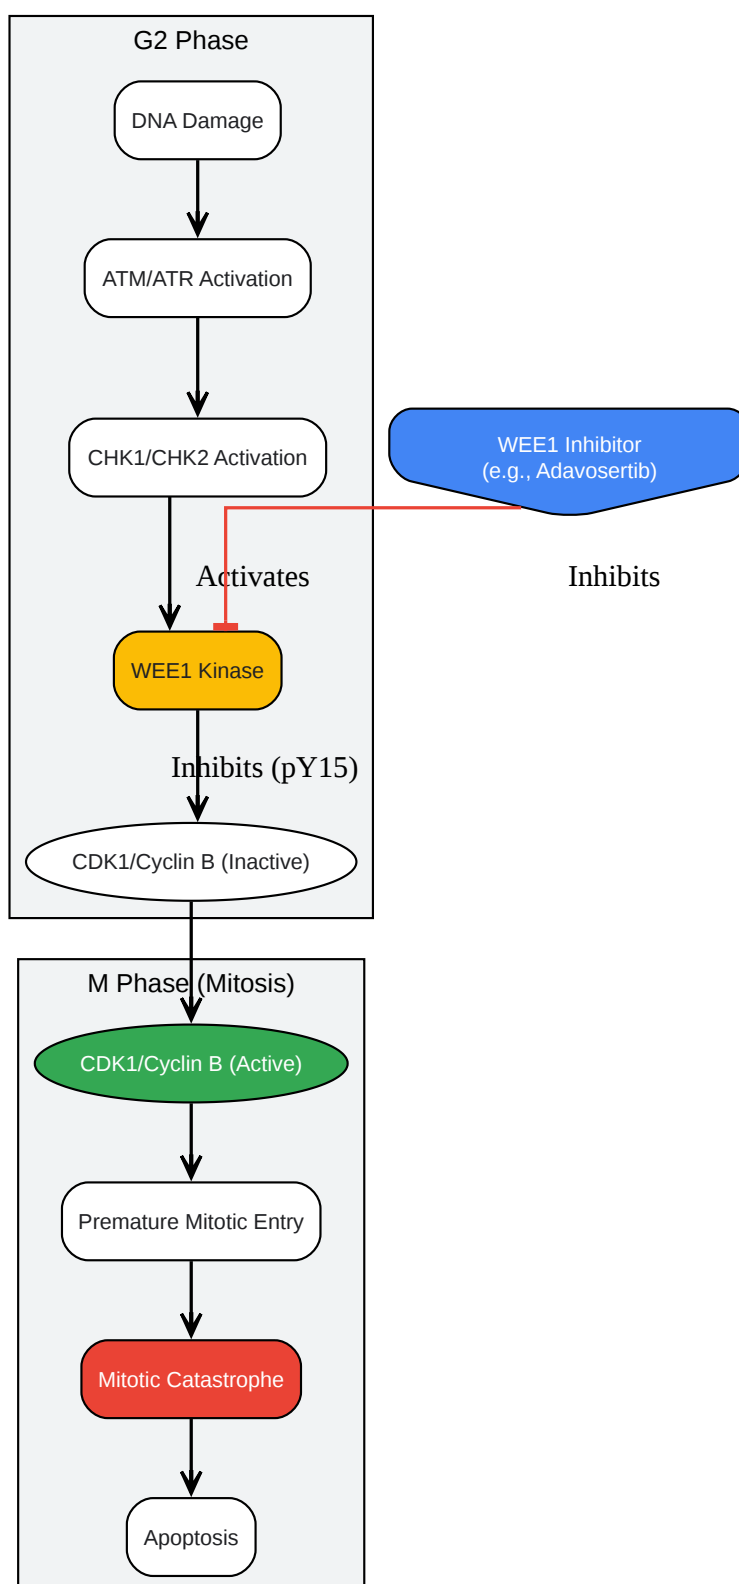 G2 Phase
DNA Damage
ATM/ATR Activation
CHK1/CHK2 Activation
WEE1 Inhibitor
(e.g., Adavosertib)
Activates
Inhibits
WEE1 Kinase
Inhibits (pY15)
CDK1/Cyclin B (Inactive)
M Phase (Mitosis)
CDK1/Cyclin B (Active)
Premature Mitotic Entry
Mitotic Catastrophe
Apoptosis